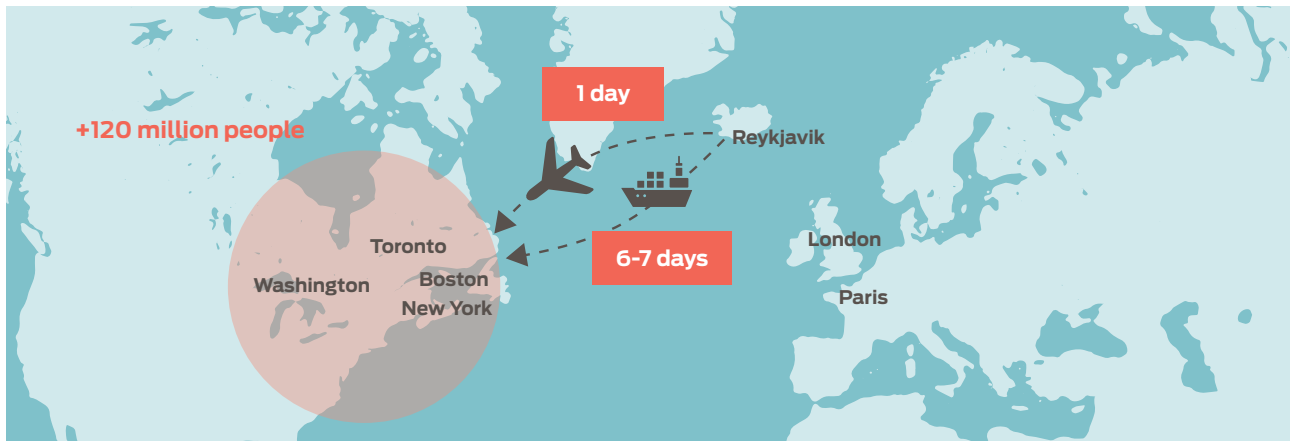 1 day
+120 million people
Reykjavik
Toronto
London
6-7 days
Washington
Boston
Paris
New York